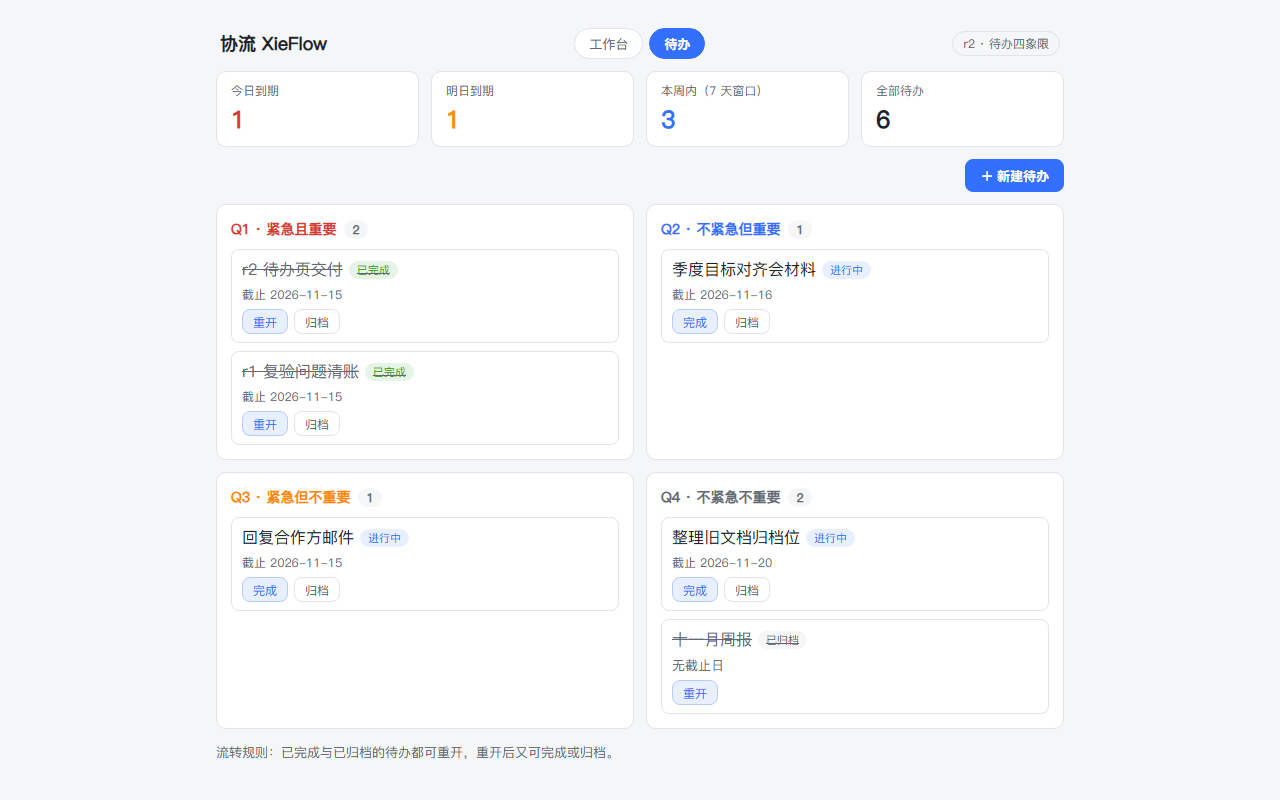 协流 XieFlow
工作台
待办
r2 · 待办四象限
今日到期
1
明日到期
1
本周内（7 天窗口）
3
全部待办
6
＋ 新建待办
Q1 · 紧急且重要 2
r2 待办页交付 已完成
截止 2026-11-15
重开 归档
r1 复验问题清账 已完成
截止 2026-11-15
重开 归档
Q2 · 不紧急但重要 1
季度目标对齐会材料 进行中
截止 2026-11-16
完成 归档
Q3 · 紧急但不重要 1
回复合作方邮件 进行中
截止 2026-11-15
完成 归档
Q4 · 不紧急不重要 2
整理旧文档归档位 进行中
截止 2026-11-20
完成 归档
十一月周报 已归档
无截止日
重开
流转规则：已完成与已归档的待办都可重开，重开后又可完成或归档。